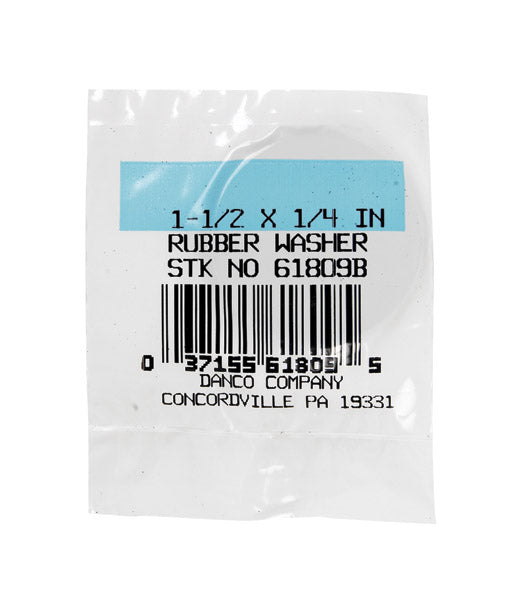 1-1/2 X 1/4 IN
RUBBER WASHER
STK NO 61809B
0 37155 61809 5
DANCO COMPANY
CONCORDVILLE PA 19331